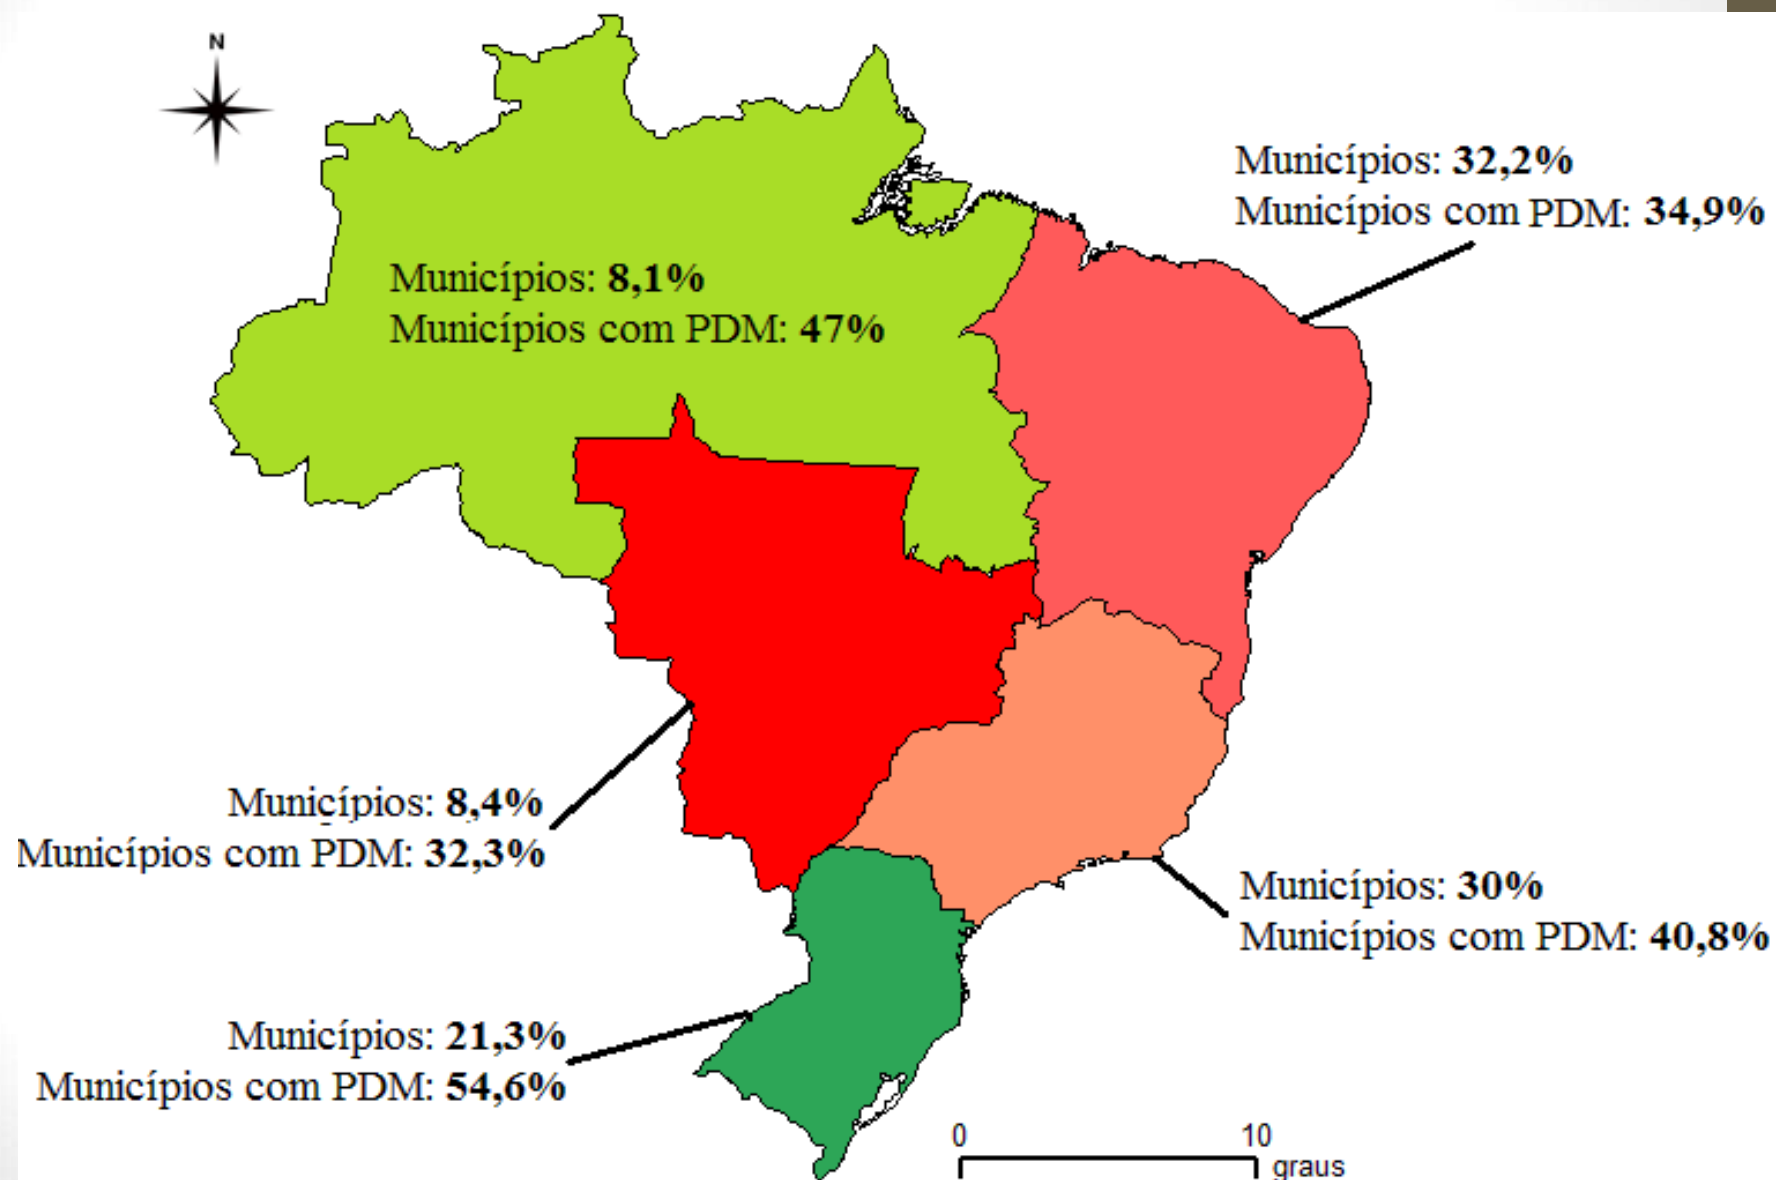 N
Municípios: 32,2%
Municípios com PDM: 34,9%
Municípios: 8,1%
Municípios com PDM: 47%
Municípios: 8,4%
Municípios com PDM: 32,3%
Municípios: 30%
Municípios com PDM: 40,8%
Municípios: 21,3%
Municípios com PDM: 54,6%
0 10
graus